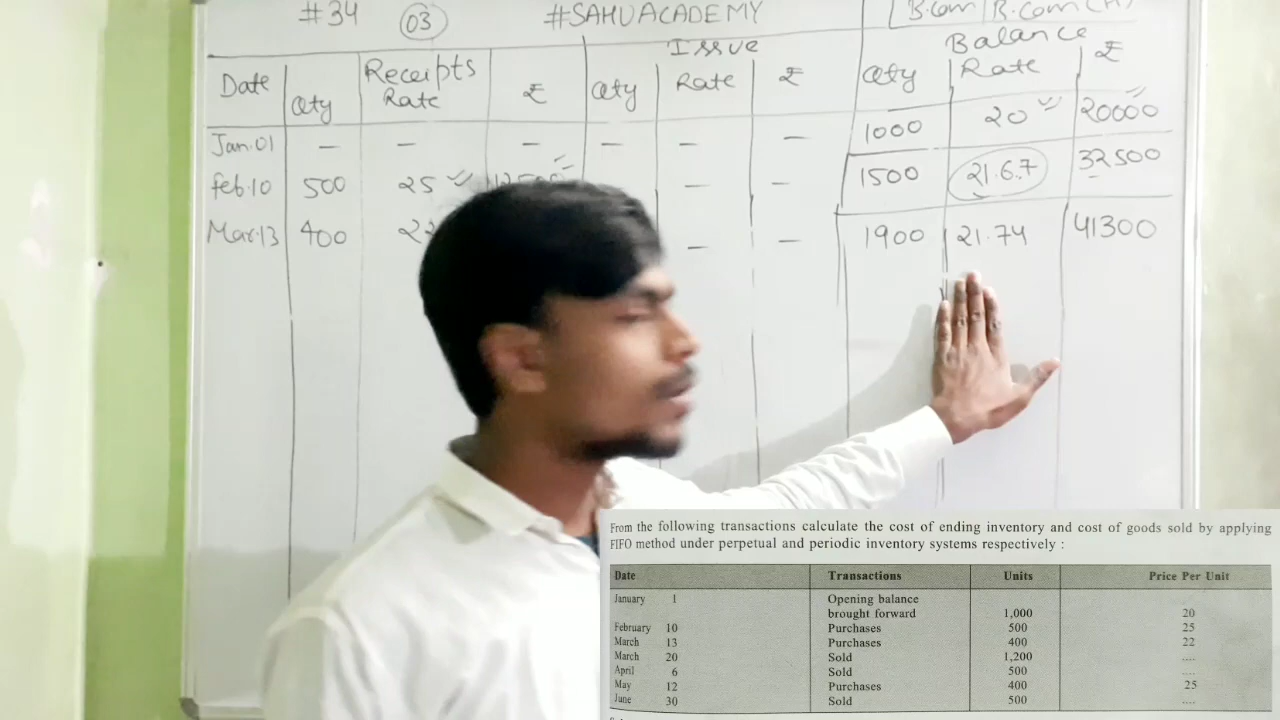 #34 03 #SAHUACADEMY B.com/B.com(H)
Receipts Issue Balance
Date Qty Rate ₹ Qty Rate ₹ Qty Rate ₹
Jan.01 — — — — — — 1000 20 20000
feb.10 500 25 — — 1500 21.6.7 32500
Mar.13 400 — — 1900 21.74 41300
From the following transactions calculate the cost of ending inventory and cost of goods sold by applying
FIFO method under perpetual and periodic inventory systems respectively :
Date Transactions Units Price Per Unit
January 1 Opening balance
brought forward 1,000 20
February 10 Purchases 500 25
March 13 Purchases 400 22
March 20 Sold 1,200 ....
April 6 Sold 500 ....
May 12 Purchases 400 25
June 30 Sold 500 ....